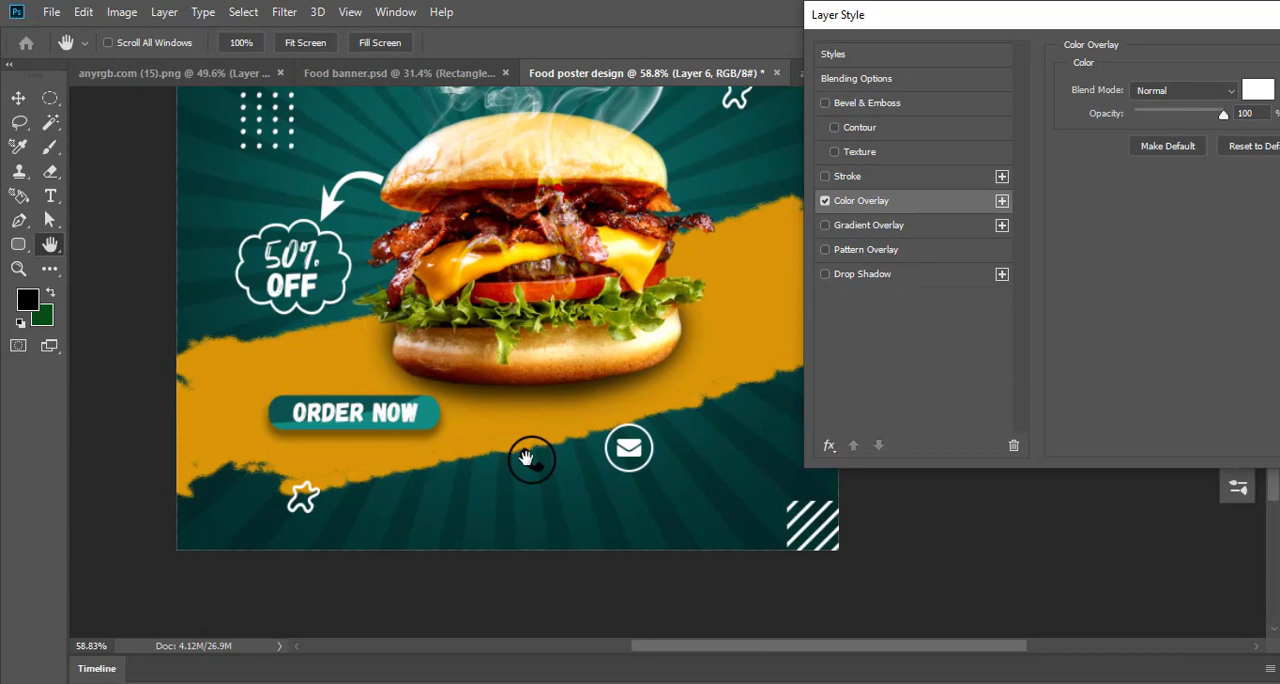 Ps File Edit Image Layer Type Select Filter 3D View Window Help
Layer Style
Scroll All Windows 100% Fit Screen Fill Screen
anyrgb.com (15).png @ 49.6% (Layer ... × Food banner.psd @ 31.4% (Rectangle... × Food poster design @ 58.8% (Layer 6, RGB/8#) * ×
Styles
Blending Options
Bevel & Emboss
Contour
Texture
Stroke
Color Overlay
Gradient Overlay
Pattern Overlay
Drop Shadow
fx
Color Overlay
Color
Blend Mode: Normal
Opacity: 100 %
Make Default Reset to Def
50%
OFF
ORDER NOW
58.83% Doc: 4.12M/26.9M
Timeline